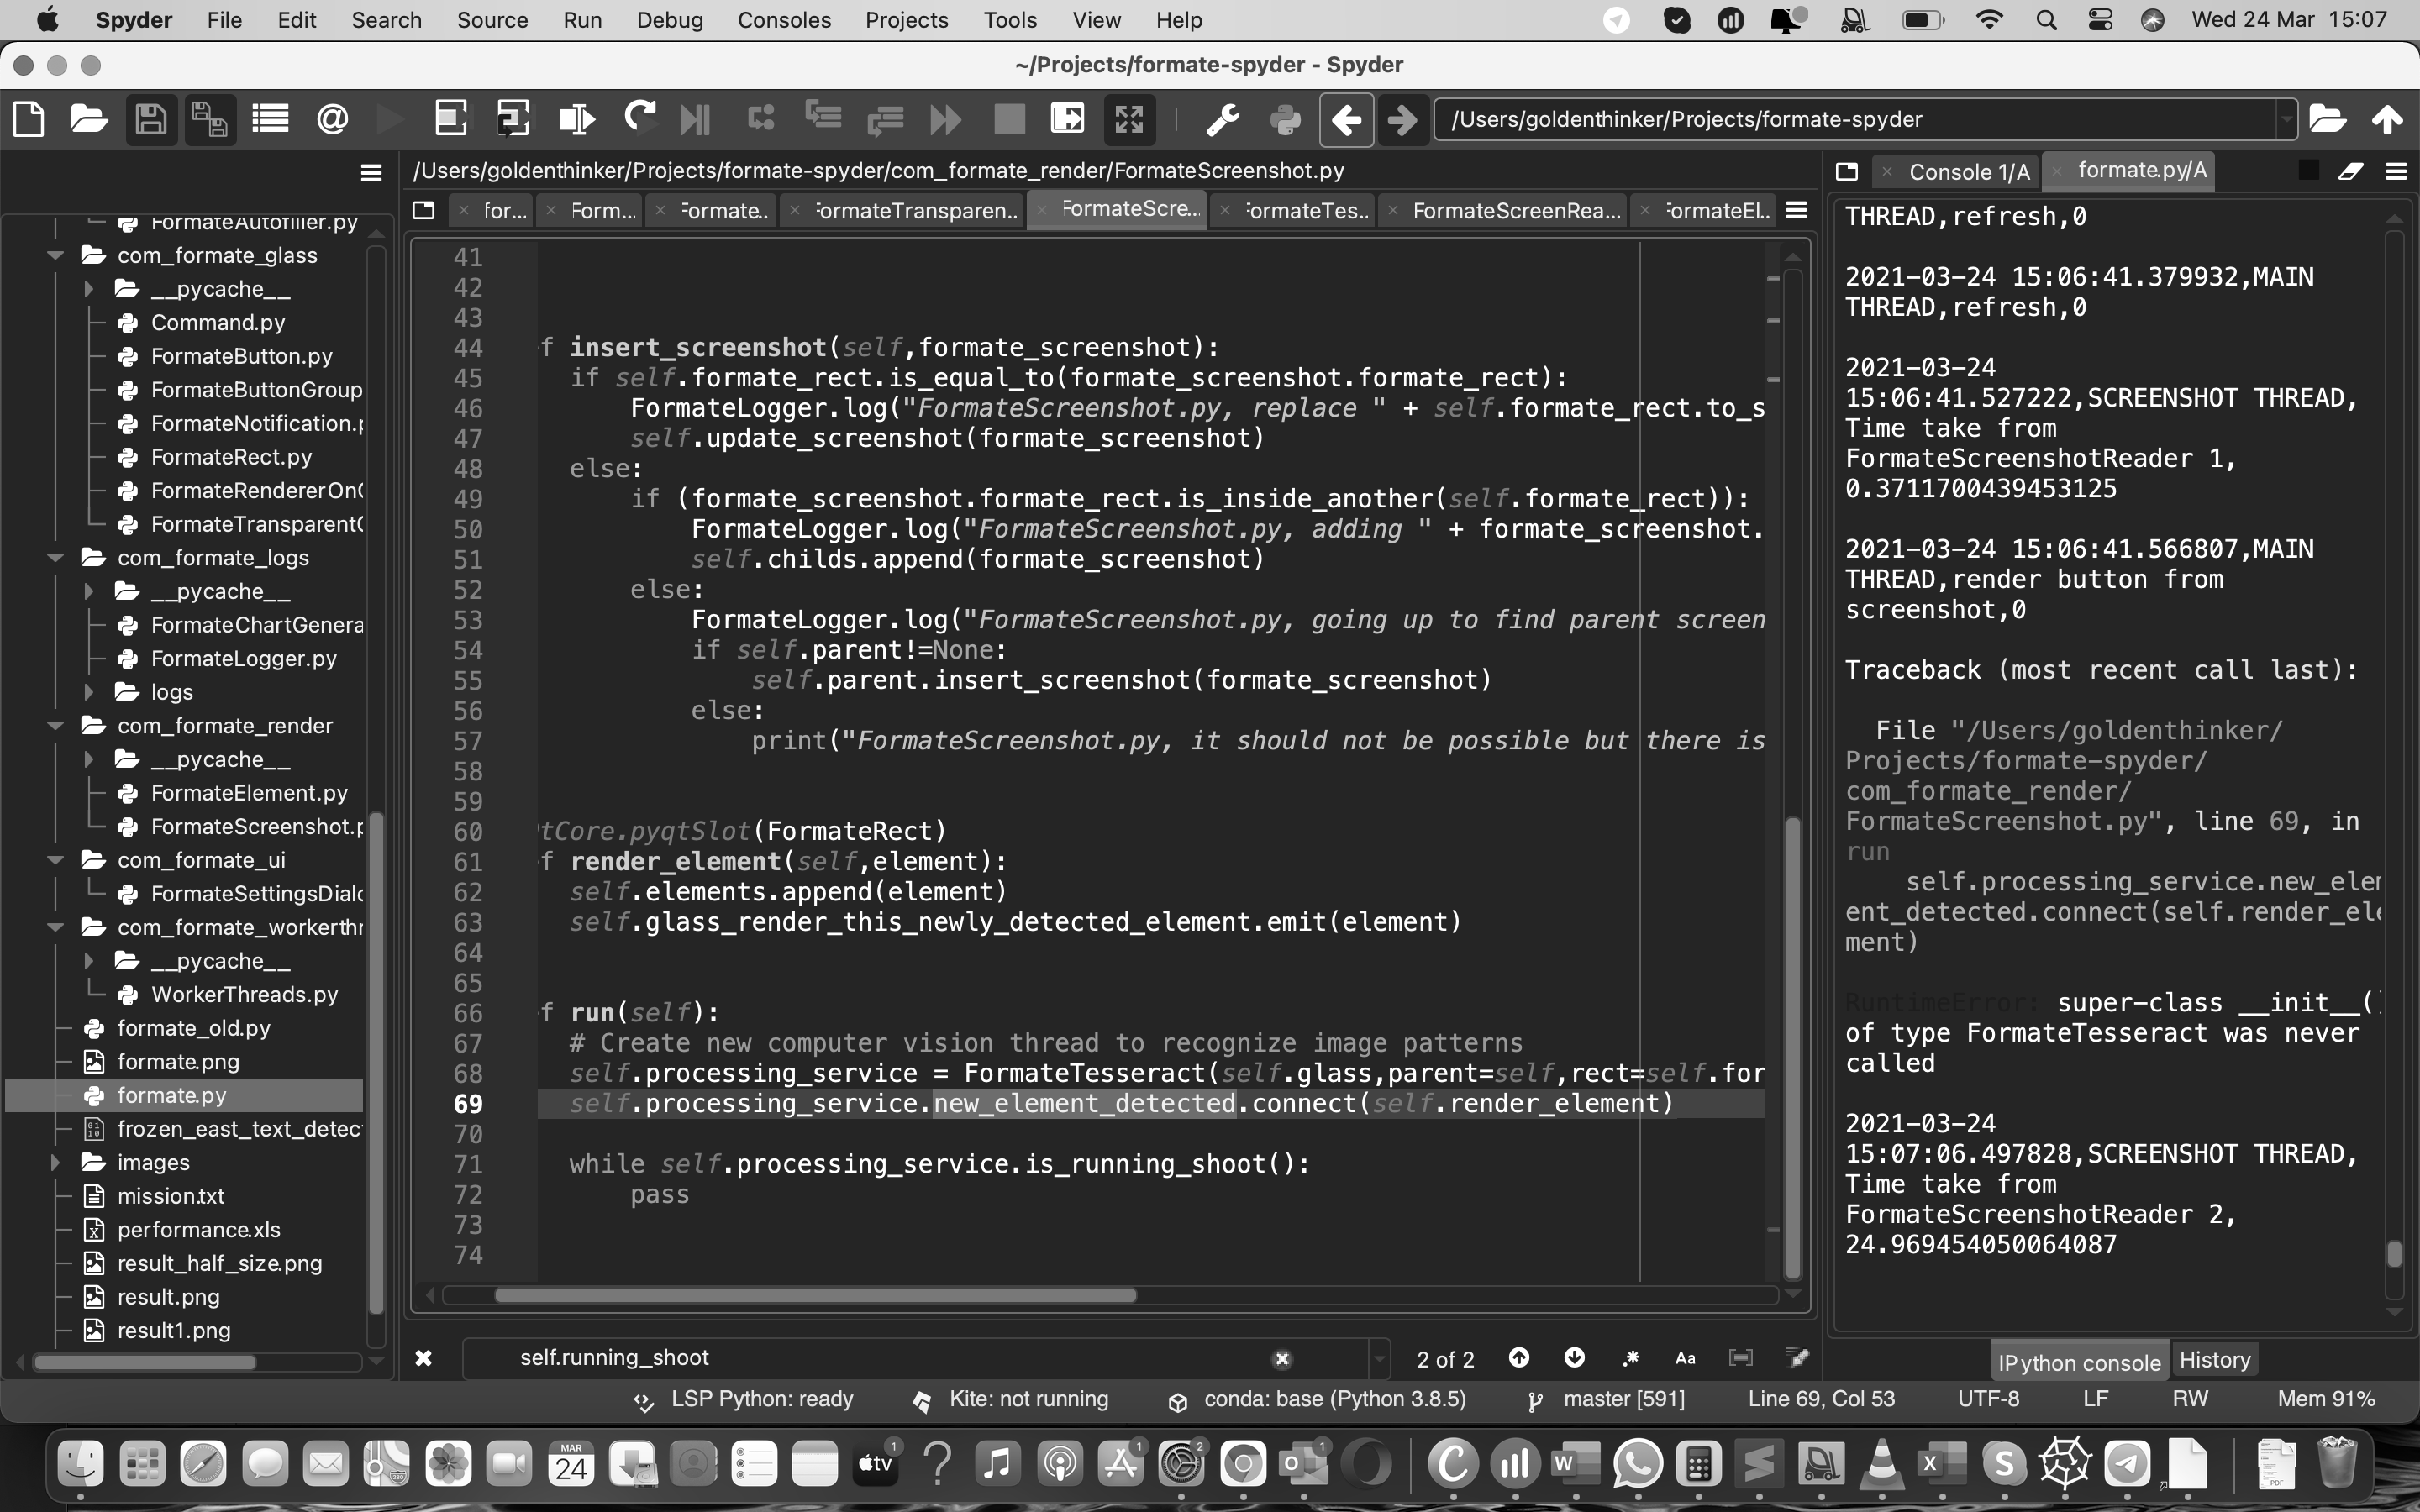 Spyder File Edit Search Source Run Debug Consoles Projects Tools View Help Wed 24 Mar 15:07
~/Projects/formate-spyder - Spyder
/Users/goldenthinker/Projects/formate-spyder
/Users/goldenthinker/Projects/formate-spyder/com_formate_render/FormateScreenshot.py
for... Form... Formate.. FormateTransparen.. FormateScre... FormateTes.. FormateScreenRea... FormateEl..
FormateAutofiller.py
com_formate_glass
__pycache__
Command.py
FormateButton.py
FormateButtonGroup
FormateNotification.p
FormateRect.py
FormateRendererOn
FormateTransparent
com_formate_logs
__pycache__
FormateChartGenera
FormateLogger.py
logs
com_formate_render
__pycache__
FormateElement.py
FormateScreenshot.p
com_formate_ui
FormateSettingsDialo
com_formate_workerthr
__pycache__
WorkerThreads.py
formate_old.py
formate.png
formate.py
frozen_east_text_detec
images
mission.txt
performance.xls
result_half_size.png
result.png
result1.png
41
42
43
44 f insert_screenshot(self,formate_screenshot):
45 if self.formate_rect.is_equal_to(formate_screenshot.formate_rect):
46 FormateLogger.log("FormateScreenshot.py, replace " + self.formate_rect.to_s
47 self.update_screenshot(formate_screenshot)
48 else:
49 if (formate_screenshot.formate_rect.is_inside_another(self.formate_rect)):
50 FormateLogger.log("FormateScreenshot.py, adding " + formate_screenshot.
51 self.childs.append(formate_screenshot)
52 else:
53 FormateLogger.log("FormateScreenshot.py, going up to find parent screen
54 if self.parent!=None:
55 self.parent.insert_screenshot(formate_screenshot)
56 else:
57 print("FormateScreenshot.py, it should not be possible but there is
58
59
60 tCore.pyqtSlot(FormateRect)
61 f render_element(self,element):
62 self.elements.append(element)
63 self.glass_render_this_newly_detected_element.emit(element)
64
65
66 f run(self):
67 # Create new computer vision thread to recognize image patterns
68 self.processing_service = FormateTesseract(self.glass,parent=self,rect=self.for
69 self.processing_service.new_element_detected.connect(self.render_element)
70
71 while self.processing_service.is_running_shoot():
72 pass
73
74
self.running_shoot 2 of 2 .* Aa
Console 1/A formate.py/A
THREAD,refresh,0
2021-03-24 15:06:41.379932,MAIN
THREAD,refresh,0
2021-03-24
15:06:41.527222,SCREENSHOT THREAD,
Time take from
FormateScreenshotReader 1,
0.3711700439453125
2021-03-24 15:06:41.566807,MAIN
THREAD,render button from
screenshot,0
Traceback (most recent call last):
File "/Users/goldenthinker/
Projects/formate-spyder/
com_formate_render/
FormateScreenshot.py", line 69, in
run
self.processing_service.new_elem
ent_detected.connect(self.render_ele
ment)
RuntimeError: super-class __init__()
of type FormateTesseract was never
called
2021-03-24
15:07:06.497828,SCREENSHOT THREAD,
Time take from
FormateScreenshotReader 2,
24.969454050064087
IPython console History
LSP Python: ready Kite: not running conda: base (Python 3.8.5) master [591] Line 69, Col 53 UTF-8 LF RW Mem 91%
MAR
24
tv
1
1
2
1
PDF